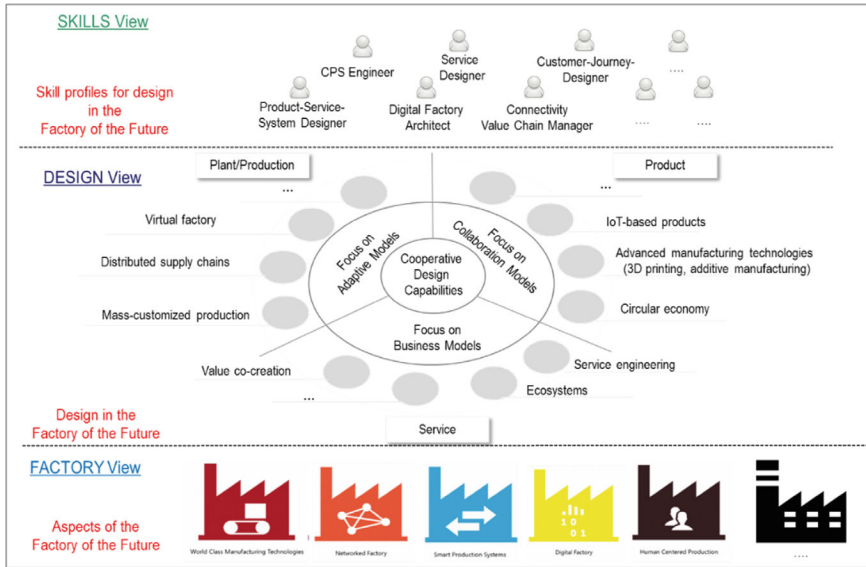 SKILLS View
CPS Engineer
Service
Designer
Customer-Journey-
Designer
....
Skill profiles for design
in the
Factory of the Future
Product-Service-
System Designer
Digital Factory
Architect
Connectivity
Value Chain Manager
....
....
DESIGN View
Plant/Production
Product
...
...
Virtual factory
IoT-based products
Focus on
Adaptive Models
Focus on
Collaboration Models
Distributed supply chains
Cooperative
Design
Capabilities
Advanced manufacturing technologies
(3D printing, additive manufacturing)
Mass-customized production
Circular economy
Focus on
Business Models
Value co-creation
Service engineering
...
Ecosystems
Design in the
Factory of the Future
Service
FACTORY View
Aspects of the
Factory of the Future
10
01
World Class Manufacturing Technologies
Networked Factory
Smart Production Systems
Digital Factory
Human Centered Production
....